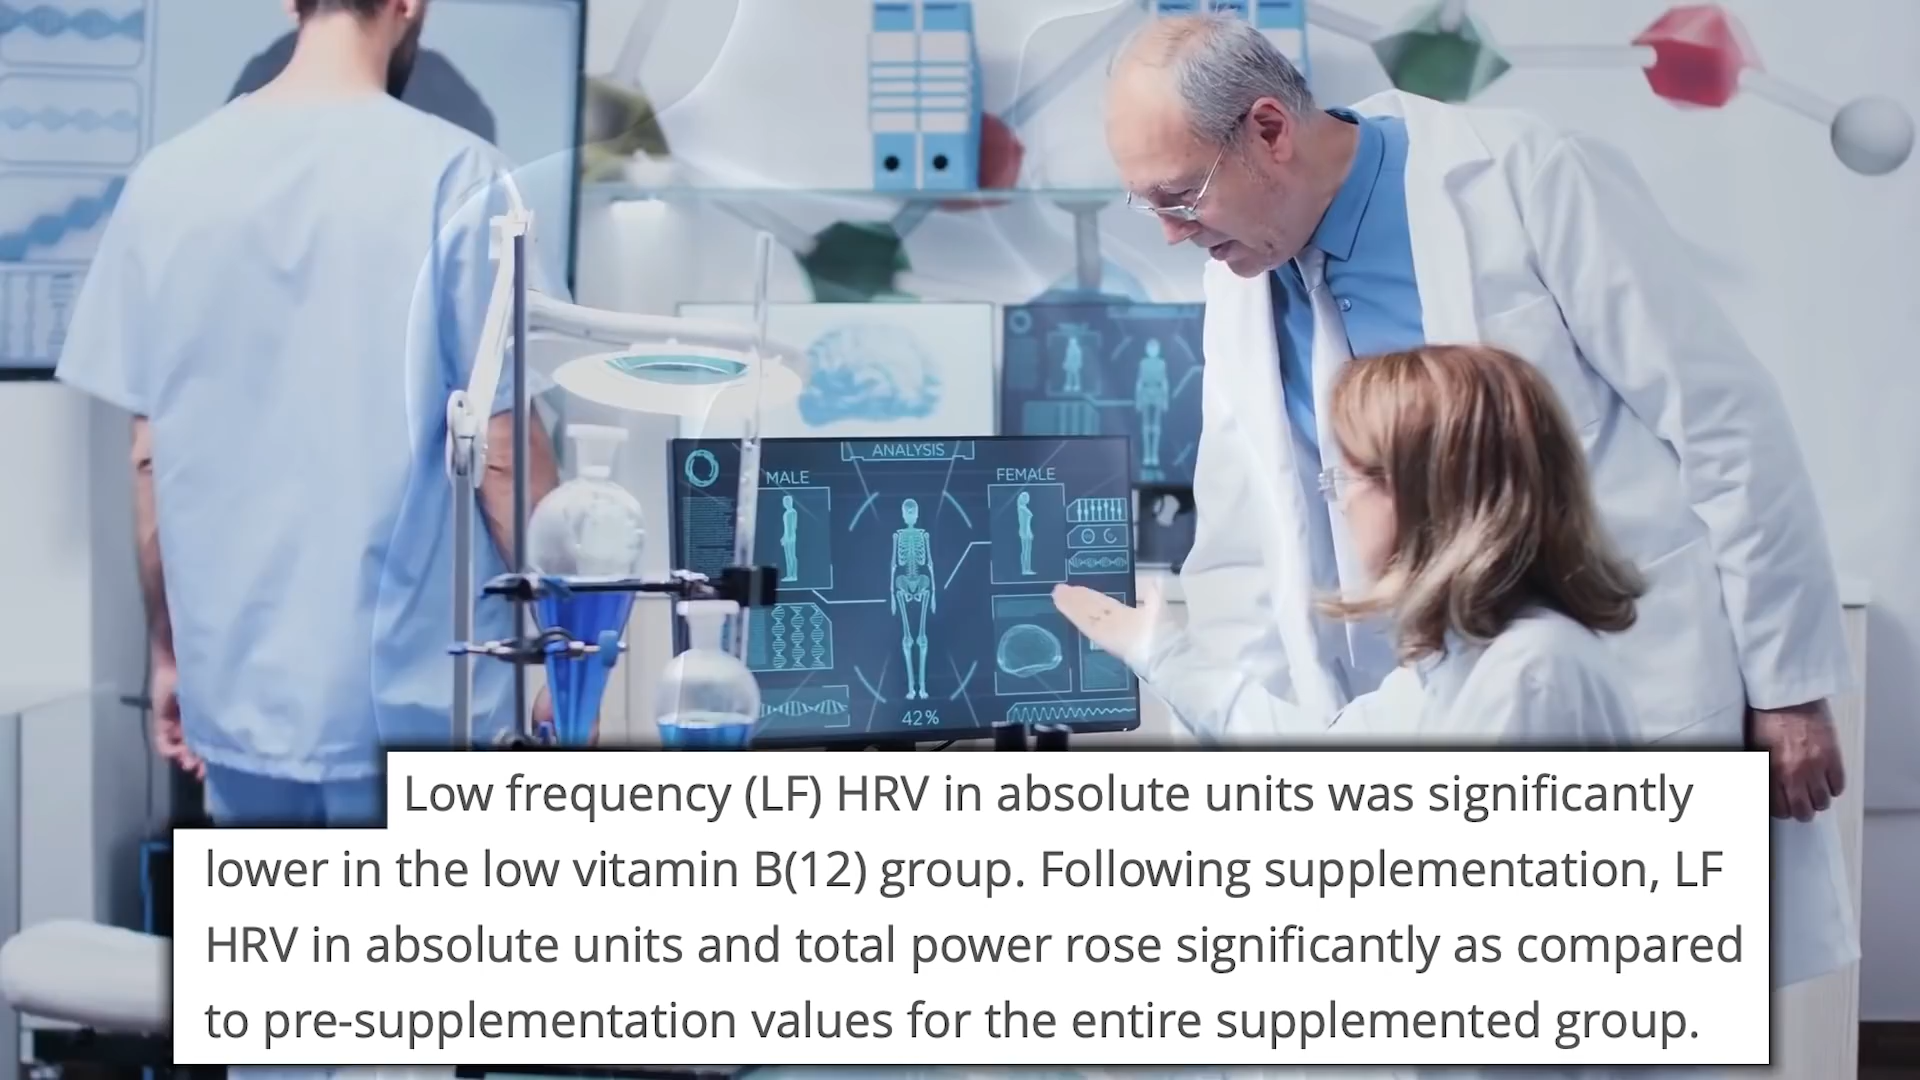 ANALYSIS
MALE
FEMALE
42%
Low frequency (LF) HRV in absolute units was significantly
lower in the low vitamin B(12) group. Following supplementation, LF
HRV in absolute units and total power rose significantly as compared
to pre-supplementation values for the entire supplemented group.